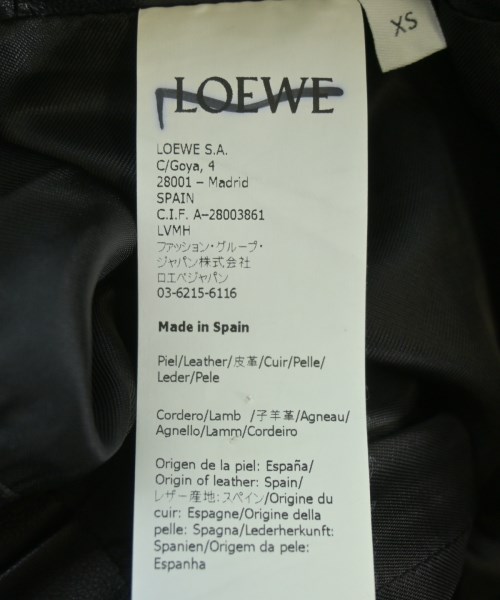 XS
LOEWE
LOEWE S.A.
C/Goya, 4
28001 – Madrid
SPAIN
C.I.F. A–28003861
LVMH
ファッション・グループ・
ジャパン株式会社
ロエベジャパン
03-6215-6116
Made in Spain
Piel/Leather/皮革/Cuir/Pelle/
Leder/Pele
Cordero/Lamb /子羊革/Agneau/
Agnello/Lamm/Cordeiro
Origen de la piel: España/
Origin of leather: Spain/
レザー産地:スペイン/Origine du
cuir: Espagne/Origine della
pelle: Spagna/Lederherkunft:
Spanien/Origem da pele:
Espanha